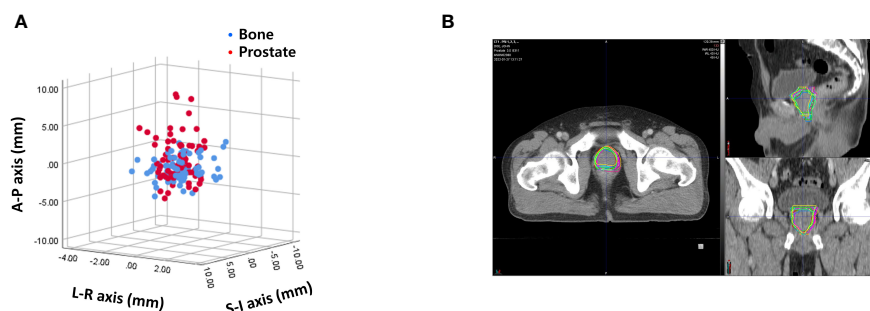 A
B
Bone
Prostate
10.00
5.00
.00
-5.00
-10.00
A-P axis (mm)
-4.00
-2.00
.00
2.00
L-R axis (mm)
10.00
5.00
.00
-5.00
-10.00
S-I axis (mm)